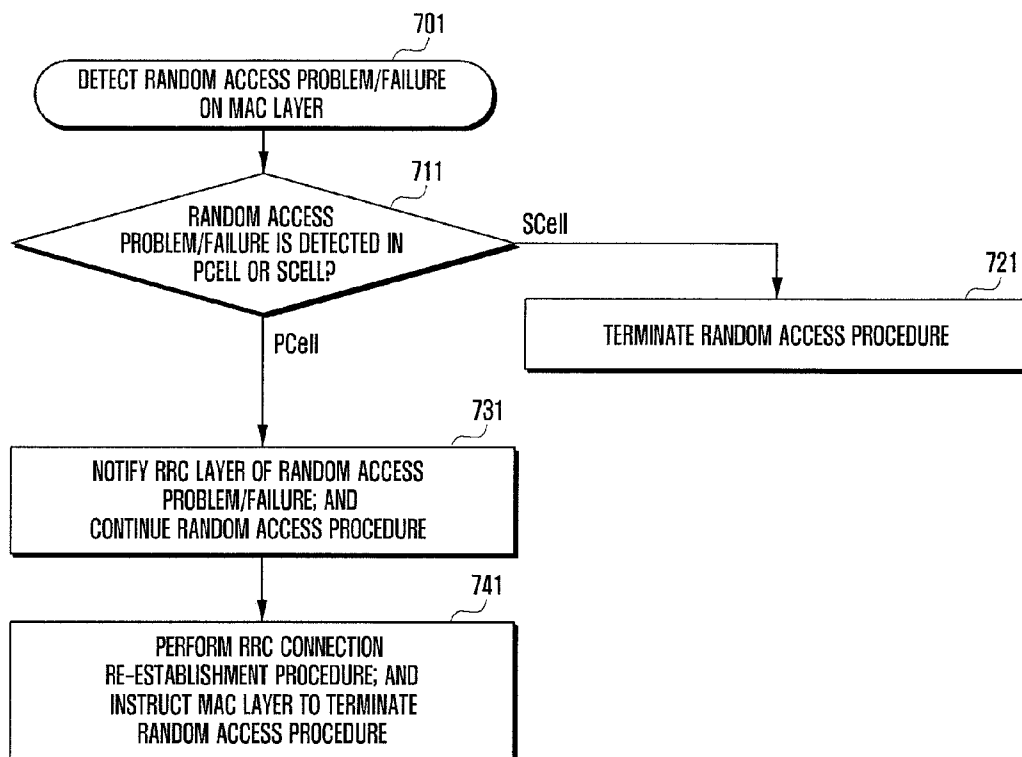 701
DETECT RANDOM ACCESS PROBLEM/FAILURE
ON MAC LAYER
711
RANDOM ACCESS
PROBLEM/FAILURE IS DETECTED IN
PCELL OR SCELL?
SCell
721
TERMINATE RANDOM ACCESS PROCEDURE
PCell
731
NOTIFY RRC LAYER OF RANDOM ACCESS
PROBLEM/FAILURE; AND
CONTINUE RANDOM ACCESS PROCEDURE
741
PERFORM RRC CONNECTION
RE-ESTABLISHMENT PROCEDURE; AND
INSTRUCT MAC LAYER TO TERMINATE
RANDOM ACCESS PROCEDURE